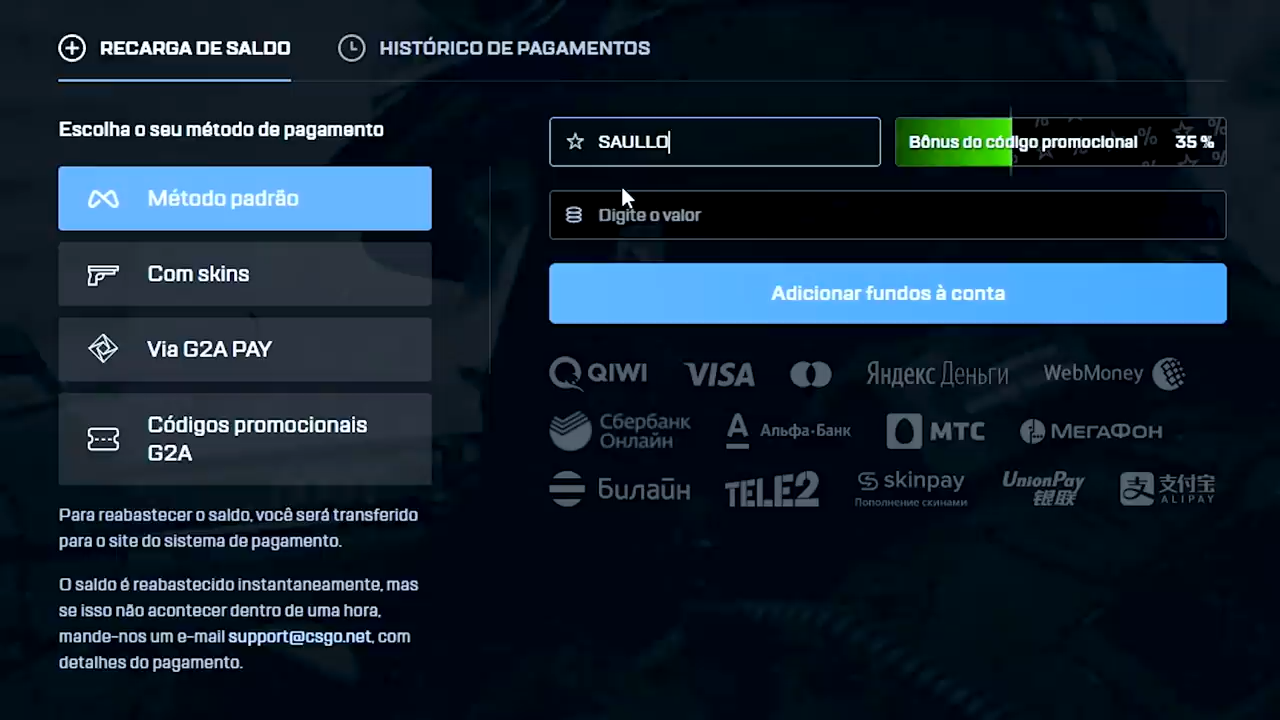 RECARGA DE SALDO
HISTÓRICO DE PAGAMENTOS
Escolha o seu método de pagamento
Método padrão
Com skins
Via G2A PAY
Códigos promocionais
G2A
Para reabastecer o saldo, você será transferido
para o site do sistema de pagamento.
O saldo é reabastecido instantaneamente, mas
se isso não acontecer dentro de uma hora,
mande-nos um e-mail support@csgo.net, com
detalhes do pagamento.
SAULLO
Bônus do código promocional 35 %
Digite o valor
Adicionar fundos à conta
QIWI VISA Яндекс Деньги WebMoney
Сбербанк
Онлайн
Альфа·Банк
МТС
МЕГАФОН
Билайн
TELE2
skinpay
Пополнение скинами
UnionPay
银联
支付宝
ALIPAY